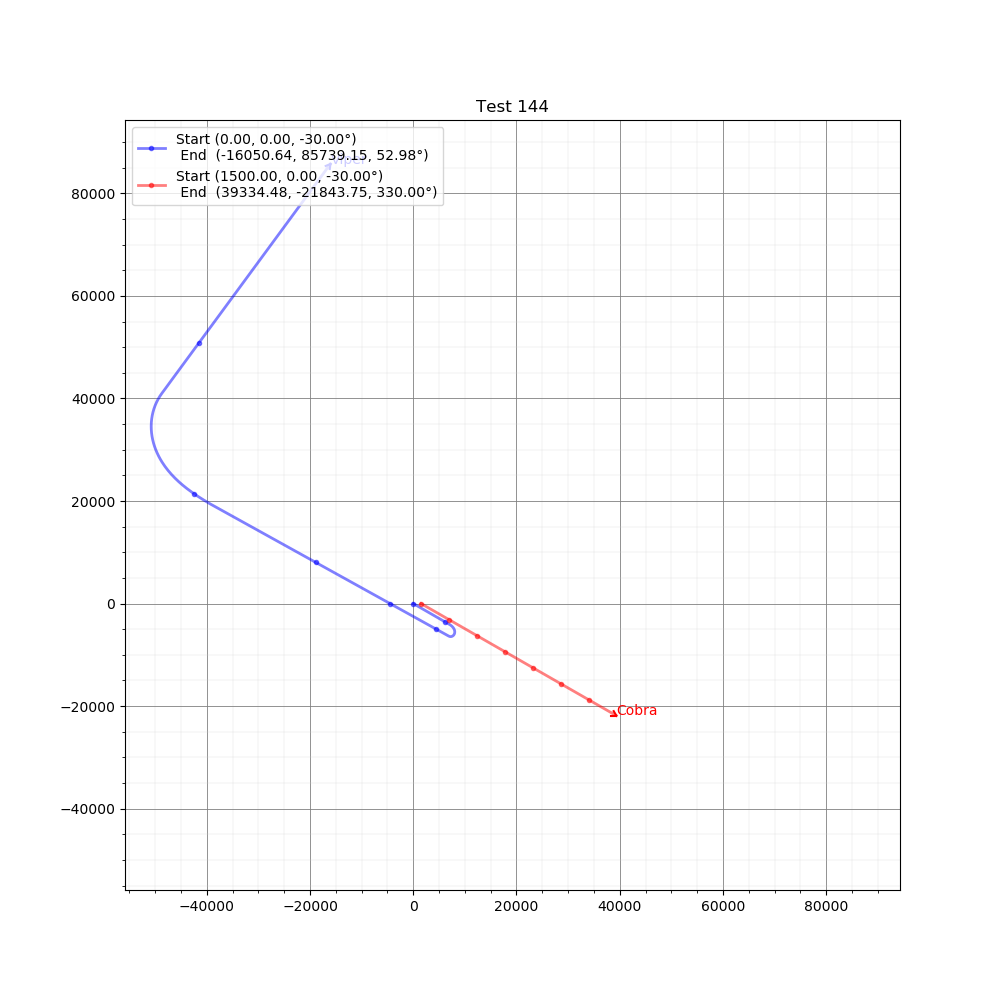 Test 144
Start (0.00, 0.00, -30.00°)
End  (-16050.64, 85739.15, 52.98°)
Start (1500.00, 0.00, -30.00°)
End  (39334.48, -21843.75, 330.00°)
80000
60000
40000
20000
0
−20000
−40000
Cobra
−40000 −20000 0 20000 40000 60000 80000